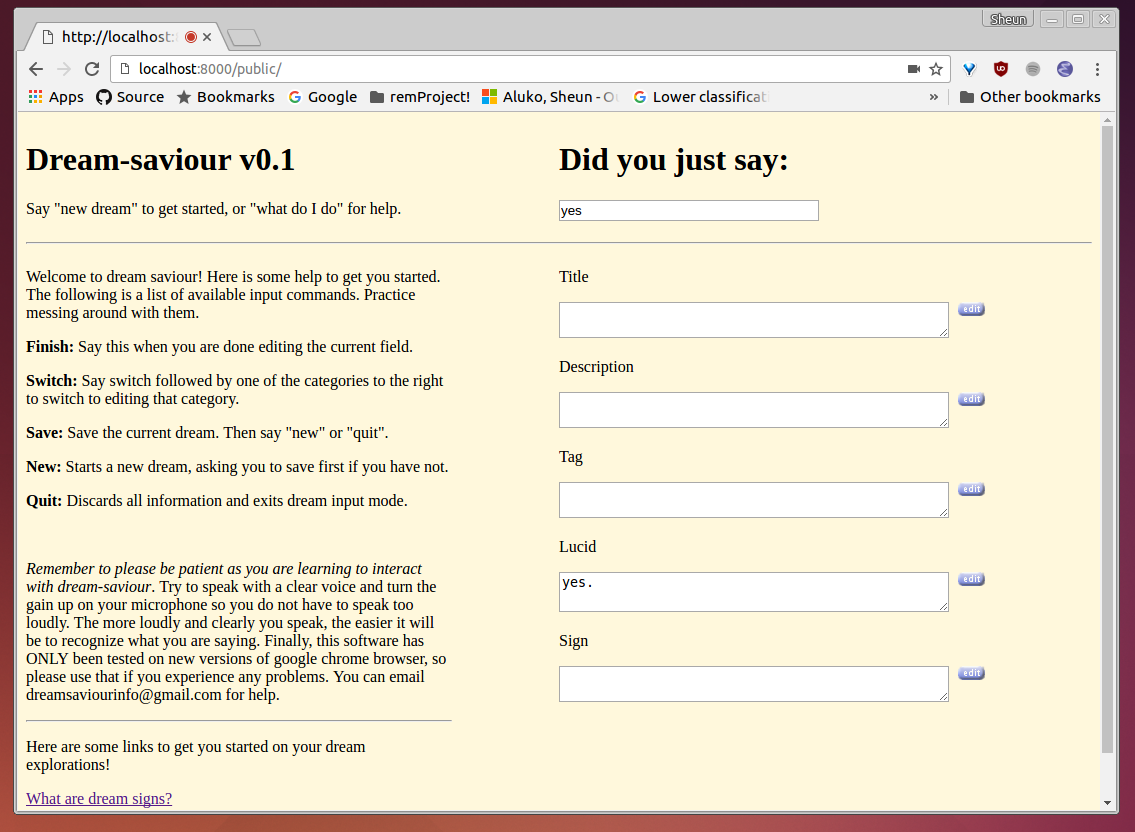 Sheun
http://localhost:
localhost:8000/public/
Apps Source Bookmarks Google remProject! Aluko, Sheun - Ou Lower classificat » Other bookmarks
Dream-saviour v0.1
Say "new dream" to get started, or "what do I do" for help.
Did you just say:
yes
Welcome to dream saviour! Here is some help to get you started.
The following is a list of available input commands. Practice
messing around with them.
Finish: Say this when you are done editing the current field.
Switch: Say switch followed by one of the categories to the right
to switch to editing that category.
Save: Save the current dream. Then say "new" or "quit".
New: Starts a new dream, asking you to save first if you have not.
Quit: Discards all information and exits dream input mode.
Remember to please be patient as you are learning to interact
with dream-saviour. Try to speak with a clear voice and turn the
gain up on your microphone so you do not have to speak too
loudly. The more loudly and clearly you speak, the easier it will
be to recognize what you are saying. Finally, this software has
ONLY been tested on new versions of google chrome browser, so
please use that if you experience any problems. You can email
dreamsaviourinfo@gmail.com for help.
Here are some links to get you started on your dream
explorations!
What are dream signs?
Title
edit
Description
edit
Tag
edit
Lucid
yes.
edit
Sign
edit